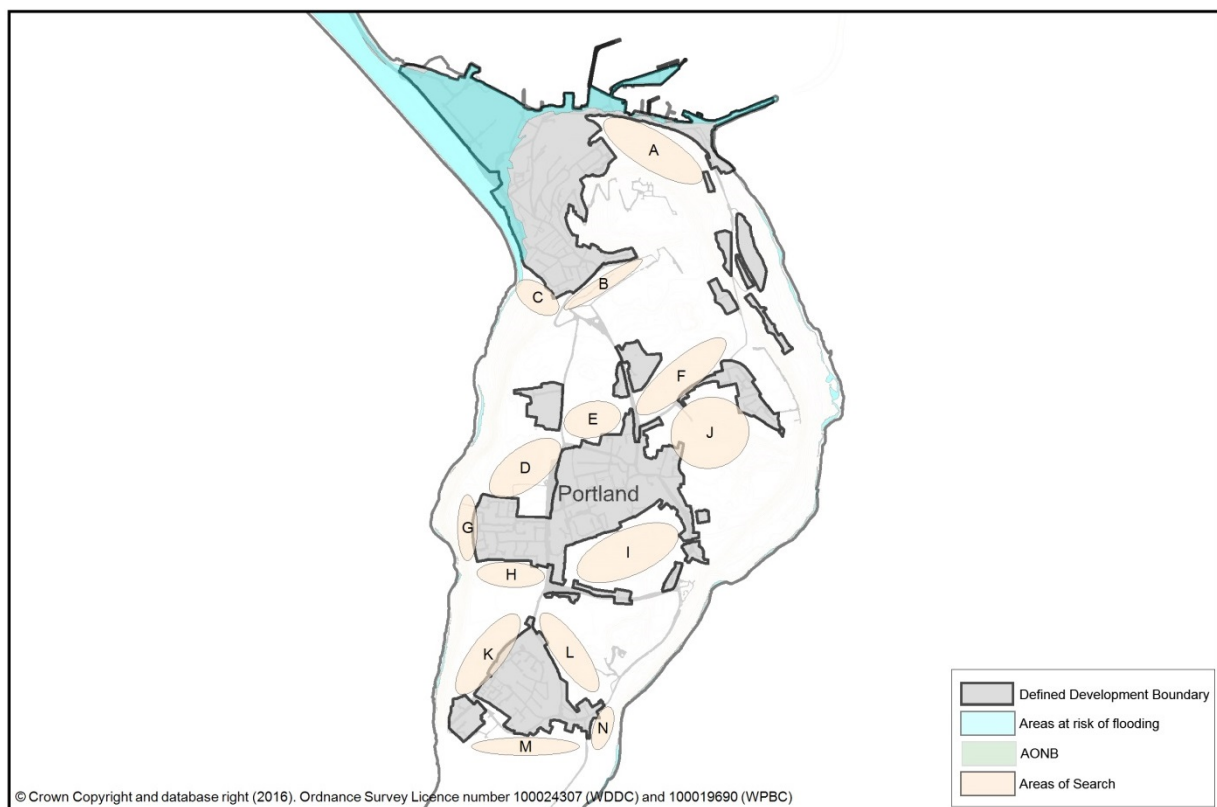 A
B
C
F
E
J
D
Portland
G
I
H
K
L
N
M
Defined Development Boundary
Areas at risk of flooding
AONB
Areas of Search
© Crown Copyright and database right (2016). Ordnance Survey Licence number 100024307 (WDDC) and 100019690 (WPBC)